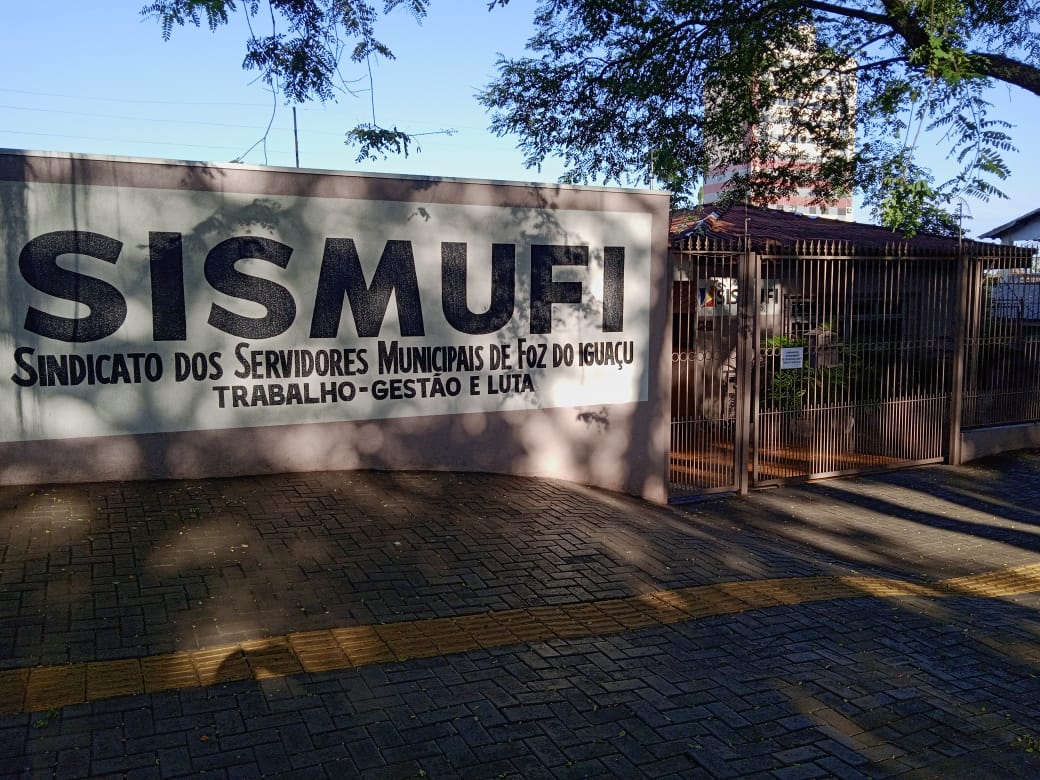 SISMUFI
SINDICATO DOS SERVIDORES MUNICIPAIS DE FOZ DO IGUAÇU
TRABALHO-GESTÃO E LUTA